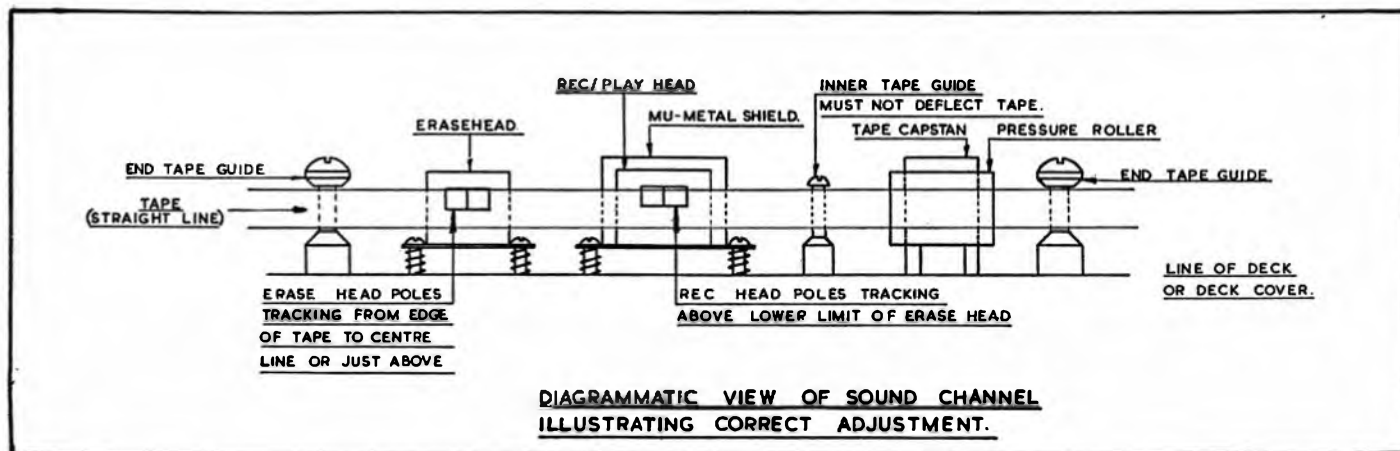 REC/PLAY HEAD
INNER TAPE GUIDE
MUST NOT DEFLECT TAPE.
MU-METAL SHIELD.
ERASEHEAD
TAPE CAPSTAN
PRESSURE ROLLER
END TAPE GUIDE
END TAPE GUIDE
TAPE
(STRAIGHT LINE)
LINE OF DECK
OR DECK COVER.
ERASE HEAD POLES
TRACKING FROM EDGE
OF TAPE TO CENTRE
LINE OR JUST ABOVE
REC HEAD POLES TRACKING
ABOVE LOWER LIMIT OF ERASE HEAD
DIAGRAMMATIC VIEW OF SOUND CHANNEL
ILLUSTRATING CORRECT ADJUSTMENT.